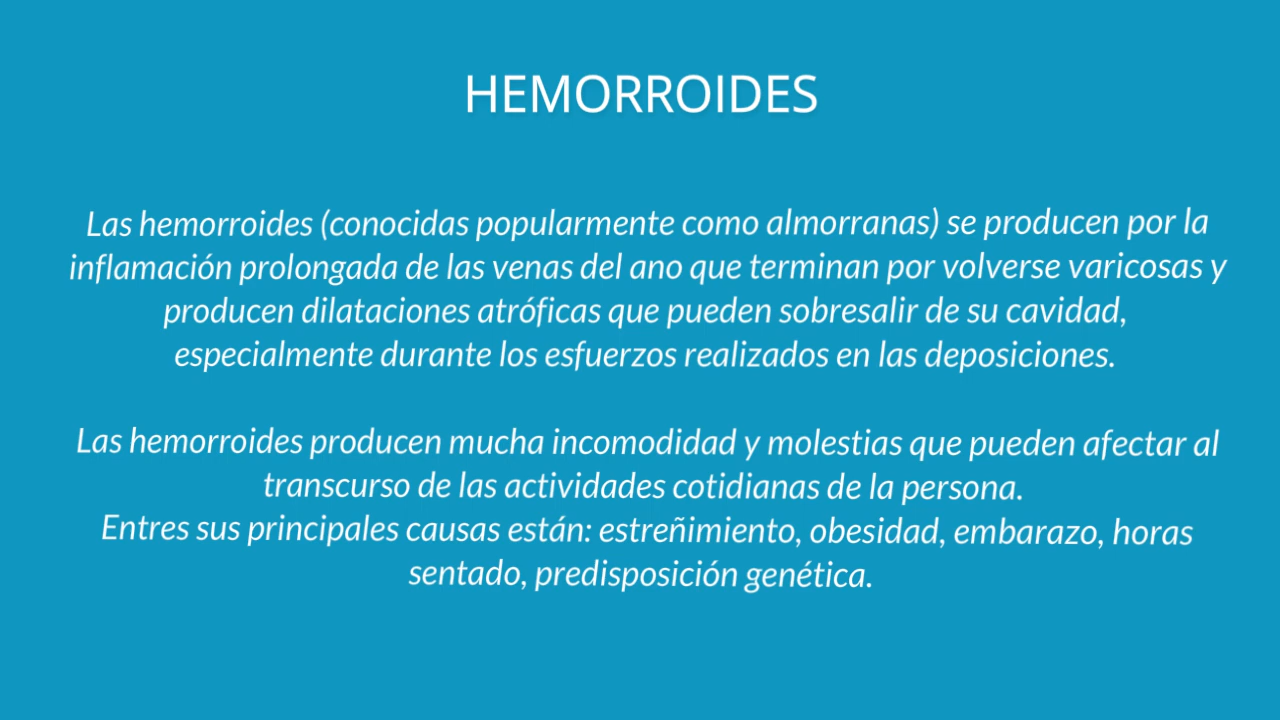 HEMORROIDES
Las hemorroides (conocidas popularmente como almorranas) se producen por la
inflamación prolongada de las venas del ano que terminan por volverse varicosas y
producen dilataciones atróficas que pueden sobresalir de su cavidad,
especialmente durante los esfuerzos realizados en las deposiciones.
Las hemorroides producen mucha incomodidad y molestias que pueden afectar al
transcurso de las actividades cotidianas de la persona.
Entres sus principales causas están: estreñimiento, obesidad, embarazo, horas
sentado, predisposición genética.